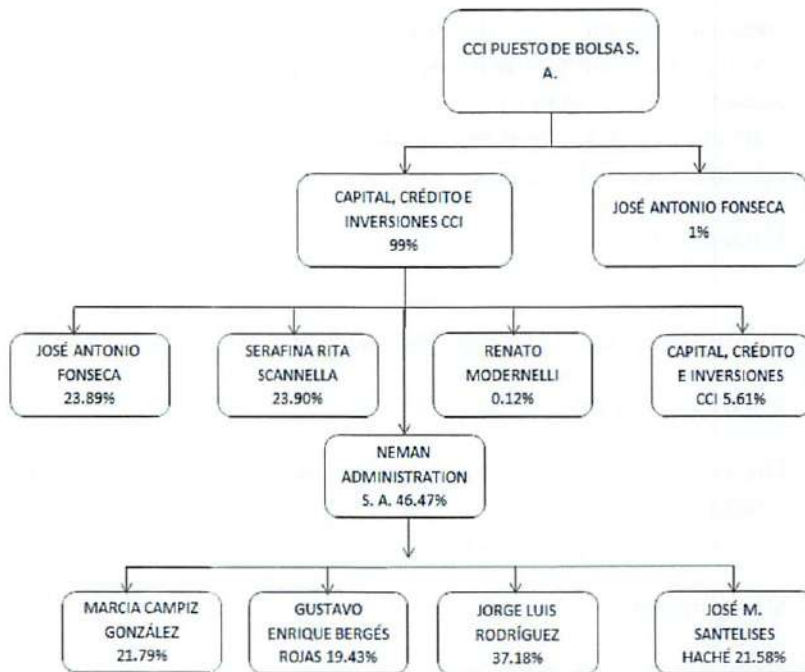 CCI PUESTO DE BOLSA S.
A.
CAPITAL, CRÉDITO E
INVERSIONES CCI
99%
JOSÉ ANTONIO FONSECA
1%
JOSÉ ANTONIO
FONSECA
23.89%
SERAFINA RITA
SCANNELLA
23.90%
RENATO
MODERNELLI
0.12%
CAPITAL, CRÉDITO
E INVERSIONES
CCI 5.61%
NEMAN
ADMINISTRATION
S. A. 46.47%
MARCIA CAMPIZ
GONZÁLEZ
21.79%
GUSTAVO
ENRIQUE BERGÉS
ROJAS 19.43%
JORGE LUIS
RODRÍGUEZ
37.18%
JOSÉ M.
SANTELISES
HACHÉ 21.58%